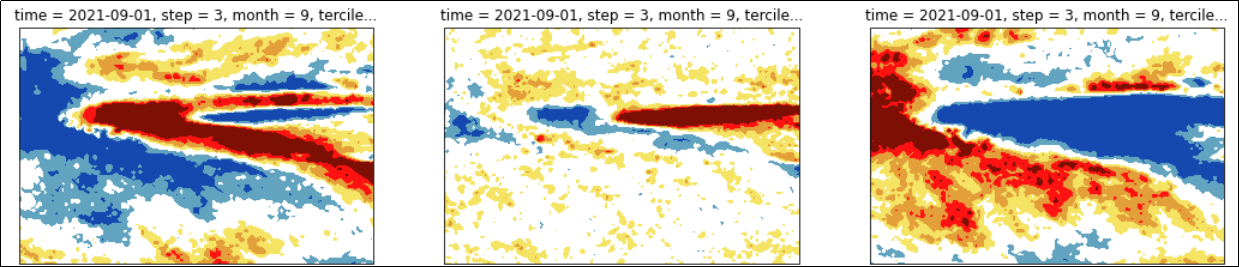 time = 2021-09-01, step = 3, month = 9, tercile...
time = 2021-09-01, step = 3, month = 9, tercile...
time = 2021-09-01, step = 3, month = 9, tercile...